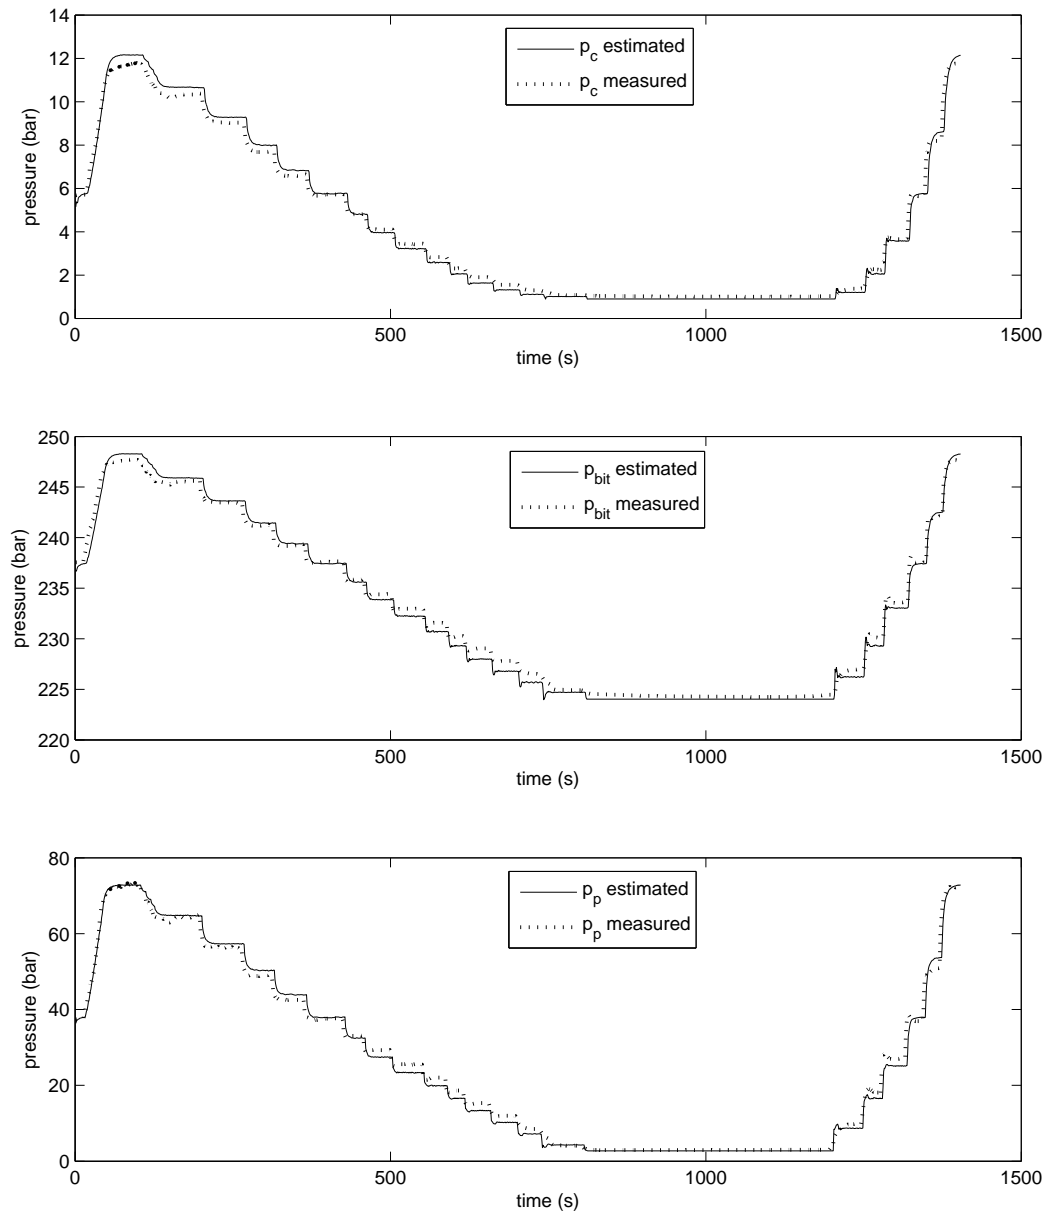 14
12
10
8
6
4
2
0
pressure (bar)
p_c estimated
p_c measured
0 500 1000 1500
time (s)
250
245
240
235
230
225
220
pressure (bar)
p_bit estimated
p_bit measured
0 500 1000 1500
time (s)
80
60
40
20
0
pressure (bar)
p_p estimated
p_p measured
0 500 1000 1500
time (s)